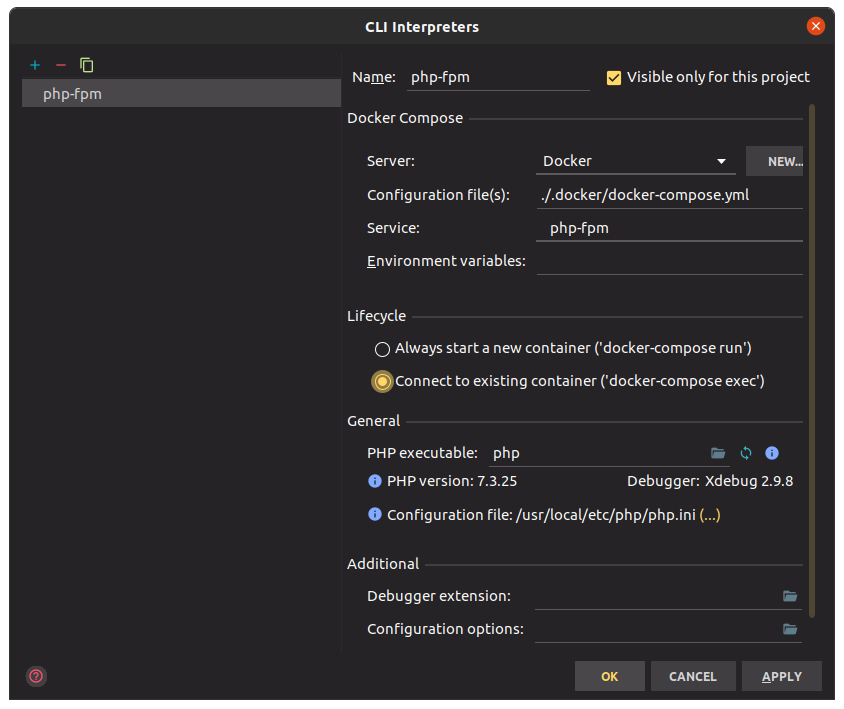 CLI Interpreters
php-fpm
Name: php-fpm Visible only for this project
Docker Compose
Server: Docker NEW...
Configuration file(s): ./.docker/docker-compose.yml
Service: php-fpm
Environment variables:
Lifecycle
Always start a new container ('docker-compose run')
Connect to existing container ('docker-compose exec')
General
PHP executable: php
PHP version: 7.3.25 Debugger: Xdebug 2.9.8
Configuration file: /usr/local/etc/php/php.ini (...)
Additional
Debugger extension:
Configuration options:
OK CANCEL APPLY